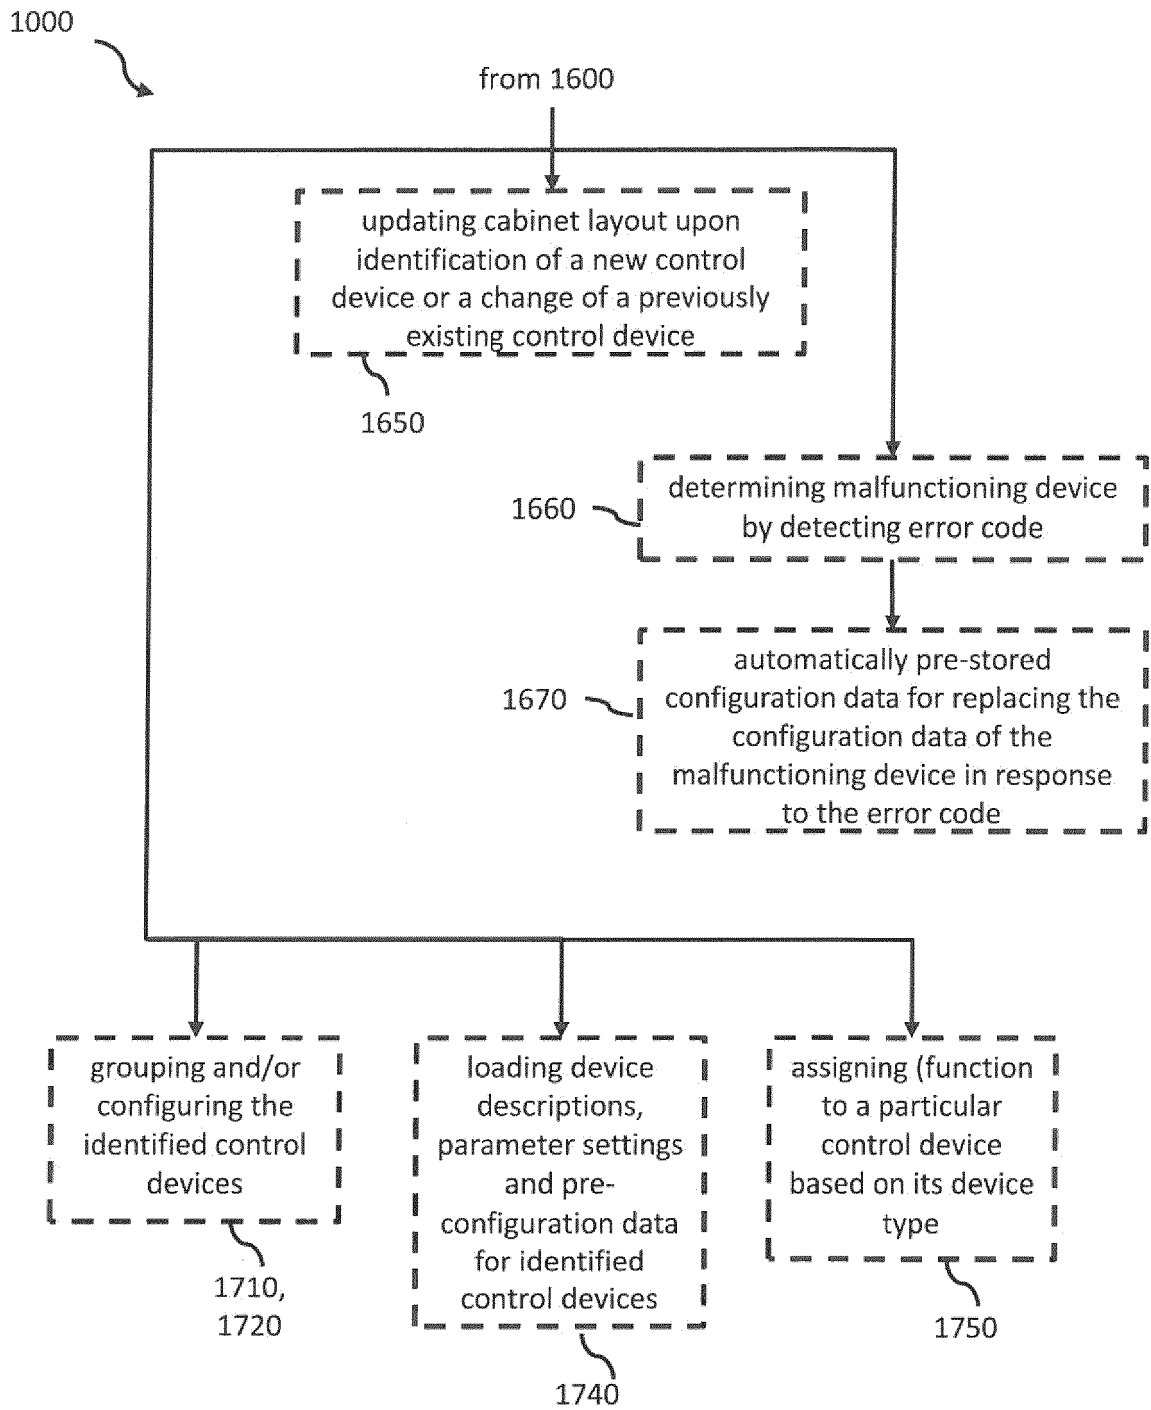 1000
from 1600
updating cabinet layout upon
identification of a new control
device or a change of a previously
existing control device
1650
determining malfunctioning device
by detecting error code
1660
automatically pre-stored
configuration data for replacing the
configuration data of the
malfunctioning device in response
to the error code
1670
grouping and/or
configuring the
identified control
devices
1710,
1720
loading device
descriptions,
parameter settings
and pre-
configuration data
for identified
control devices
1740
assigning (function
to a particular
control device
based on its device
type
1750